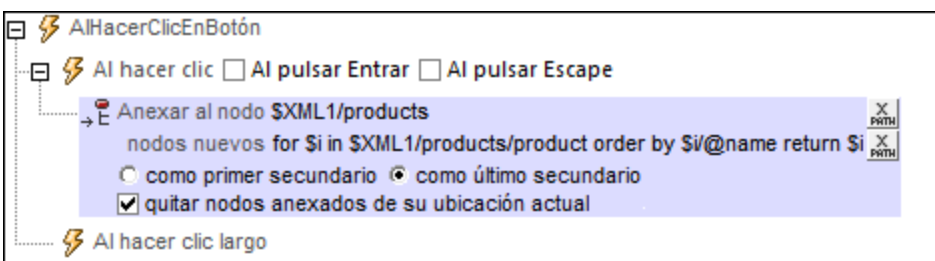 AlHacerClicEnBotón
Al hacer clic Al pulsar Entrar Al pulsar Escape
Anexar al nodo $XML1/products X PATH
nodos nuevos for $i in $XML1/products/product order by $i/@name return $i X PATH
como primer secundario como último secundario
quitar nodos anexados de su ubicación actual
Al hacer clic largo